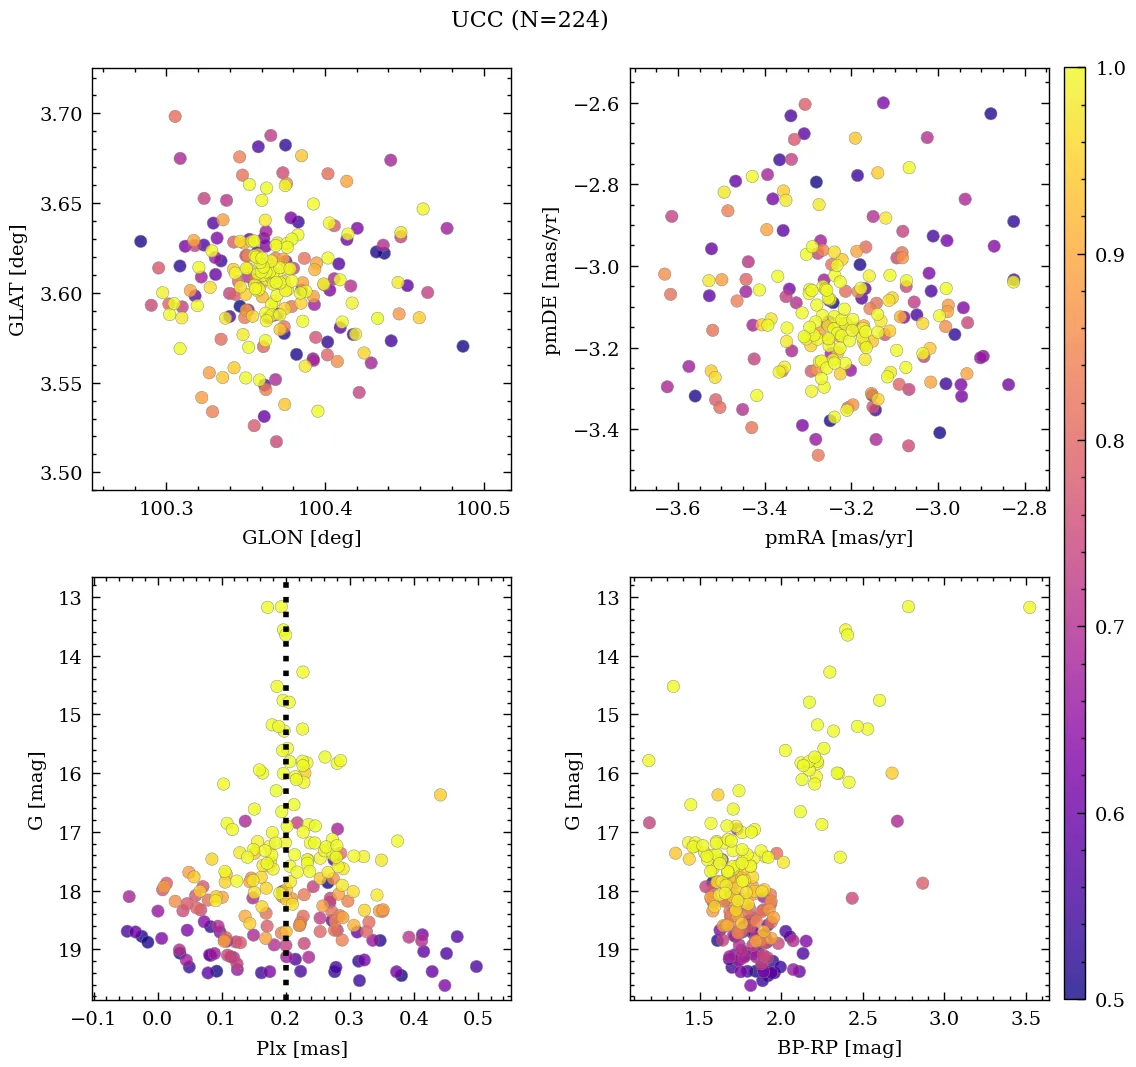 UCC (N=224)
3.70
3.65
3.60
3.55
3.50
GLAT [deg]
100.3 100.4 100.5
GLON [deg]
−2.6
−2.8
−3.0
−3.2
−3.4
pmDE [mas/yr]
−3.6 −3.4 −3.2 −3.0 −2.8
pmRA [mas/yr]
13
14
15
16
17
18
19
G [mag]
−0.1 0.0 0.1 0.2 0.3 0.4 0.5
Plx [mas]
13
14
15
16
17
18
19
G [mag]
1.5 2.0 2.5 3.0 3.5
BP-RP [mag]
1.0
0.9
0.8
0.7
0.6
0.5